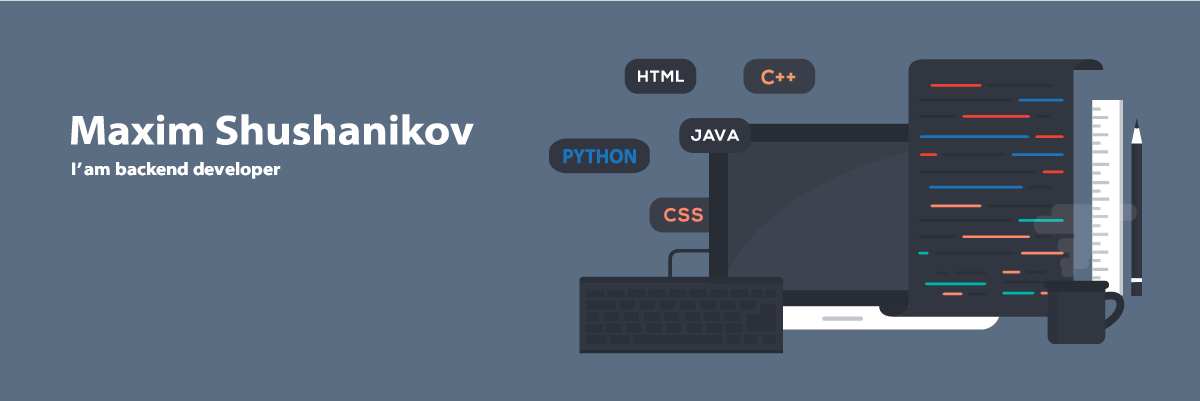 Maxim Shushanikov
I'am backend developer
HTML
C++
JAVA
PYTHON
CSS